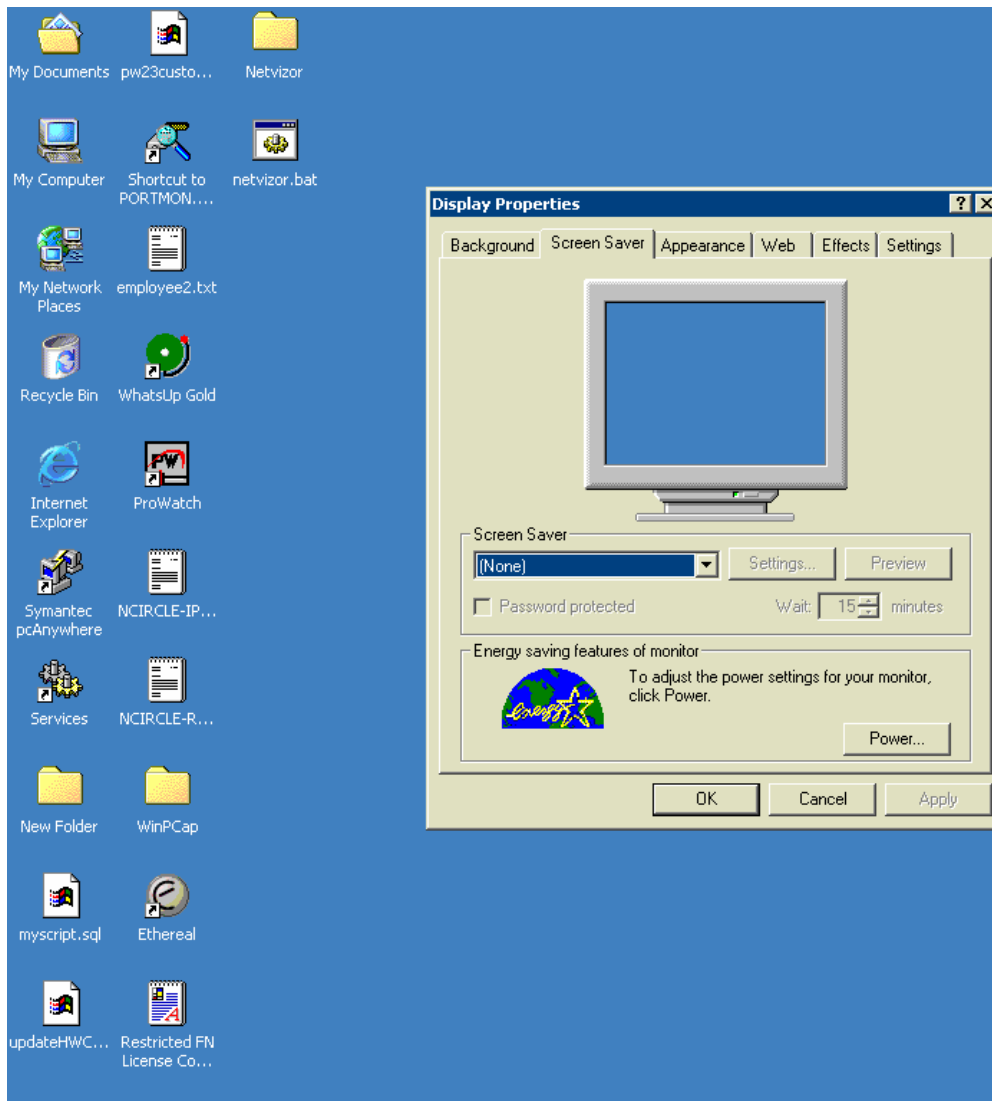 My Documents
pw23custo...
Netvizor
My Computer
Shortcut to
PORTMON....
netvizor.bat
My Network
Places
employee2.txt
Recycle Bin
WhatsUp Gold
Internet
Explorer
ProWatch
Symantec
pcAnywhere
NCIRCLE-IP...
Services
NCIRCLE-R...
New Folder
WinPCap
myscript.sql
Ethereal
updateHWC...
Restricted FN
License Co...
Display Properties
Background
Screen Saver
Appearance
Web
Effects
Settings
Screen Saver
(None)
Settings...
Preview
Password protected
Wait: 15 minutes
Energy saving features of monitor
energy
To adjust the power settings for your monitor,
click Power.
Power...
OK
Cancel
Apply